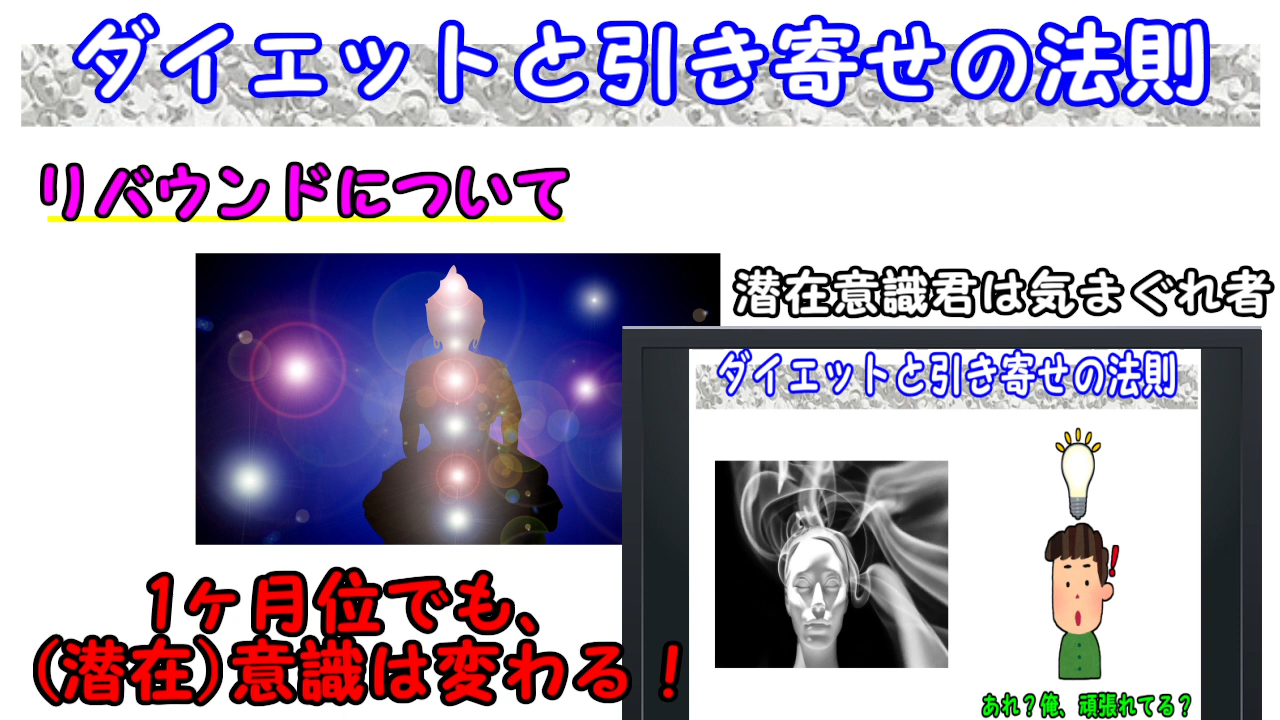 ダイエットと引き寄せの法則
リバウンドについて
潜在意識君は気まぐれ者
ダイエットと引き寄せの法則
!
あれ？俺、頑張れてる？
1ヶ月位でも、
(潜在)意識は変わる！